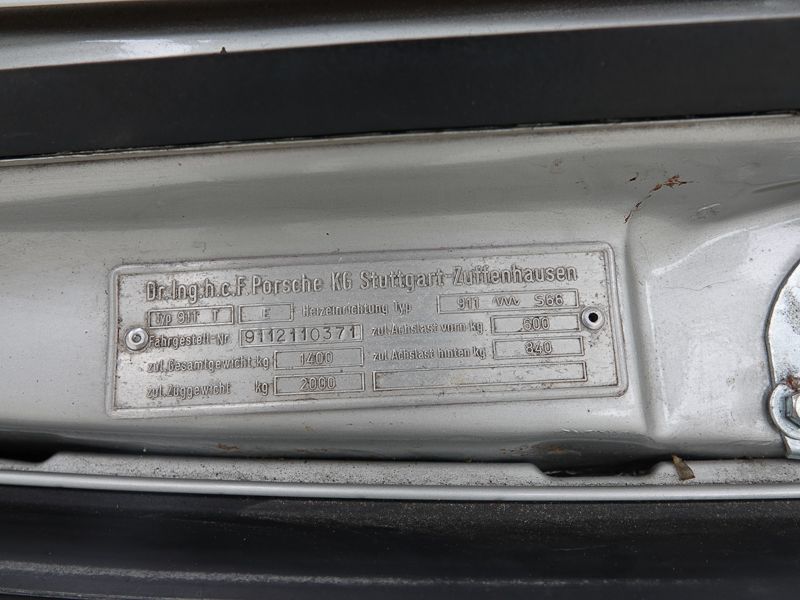 Dr.Ing.h.c.F.Porsche KG Stuttgart-Zuffenhausen
Typ 911 T E Heizeinrichtung Typ 911 S66
Fahrgestell-Nr. 9112110371 zul.Achslast vorn kg 600
zul.Gesamtgewicht kg 1400 zul.Achslast hinten kg 840
zul.Zuggewicht kg 2000